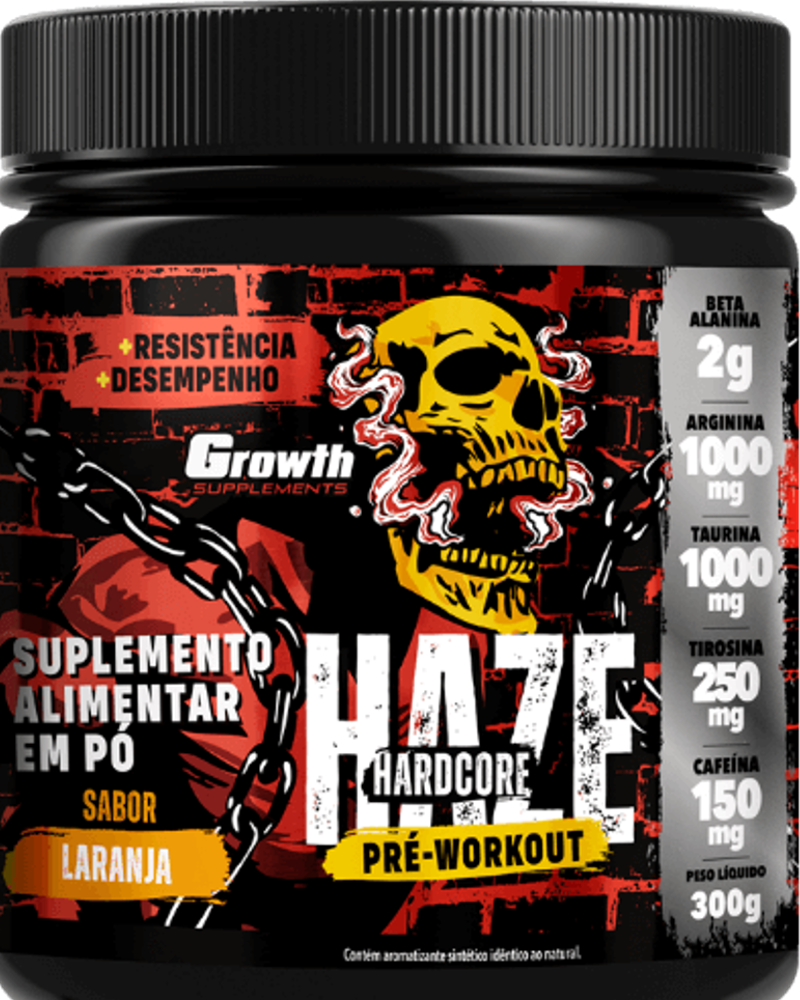 +RESISTÊNCIA
+DESEMPENHO
Growth
SUPPLEMENTS
SUPLEMENTO
ALIMENTAR
EM PÓ
SABOR
LARANJA
HAZE
HARDCORE
PRÉ-WORKOUT
BETA
ALANINA
2g
ARGININA
1000
mg
TAURINA
1000
mg
TIROSINA
250
mg
CAFEÍNA
150
mg
PESO LÍQUIDO
300g
Contém aromatizante sintético idêntico ao natural.